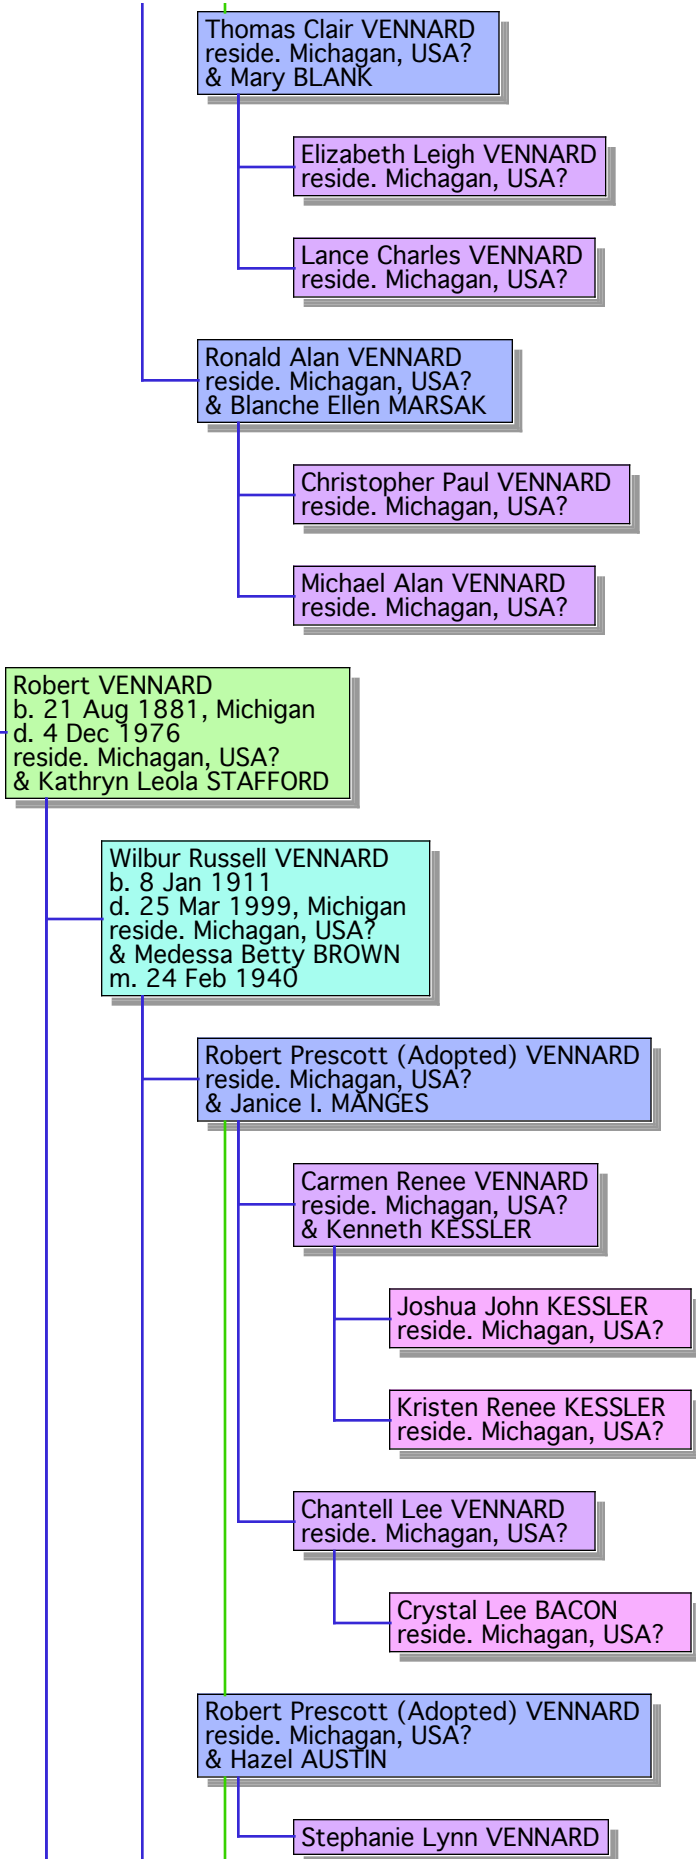 Thomas Clair VENNARD
reside. Michagan, USA?
& Mary BLANK
Elizabeth Leigh VENNARD
reside. Michagan, USA?
Lance Charles VENNARD
reside. Michagan, USA?
Ronald Alan VENNARD
reside. Michagan, USA?
& Blanche Ellen MARSAK
Christopher Paul VENNARD
reside. Michagan, USA?
Michael Alan VENNARD
reside. Michagan, USA?
Robert VENNARD
b. 21 Aug 1881, Michigan
d. 4 Dec 1976
reside. Michagan, USA?
& Kathryn Leola STAFFORD
Wilbur Russell VENNARD
b. 8 Jan 1911
d. 25 Mar 1999, Michigan
reside. Michagan, USA?
& Medessa Betty BROWN
m. 24 Feb 1940
Robert Prescott (Adopted) VENNARD
reside. Michagan, USA?
& Janice I. MANGES
Carmen Renee VENNARD
reside. Michagan, USA?
& Kenneth KESSLER
Joshua John KESSLER
reside. Michagan, USA?
Kristen Renee KESSLER
reside. Michagan, USA?
Chantell Lee VENNARD
reside. Michagan, USA?
Crystal Lee BACON
reside. Michagan, USA?
Robert Prescott (Adopted) VENNARD
reside. Michagan, USA?
& Hazel AUSTIN
Stephanie Lynn VENNARD